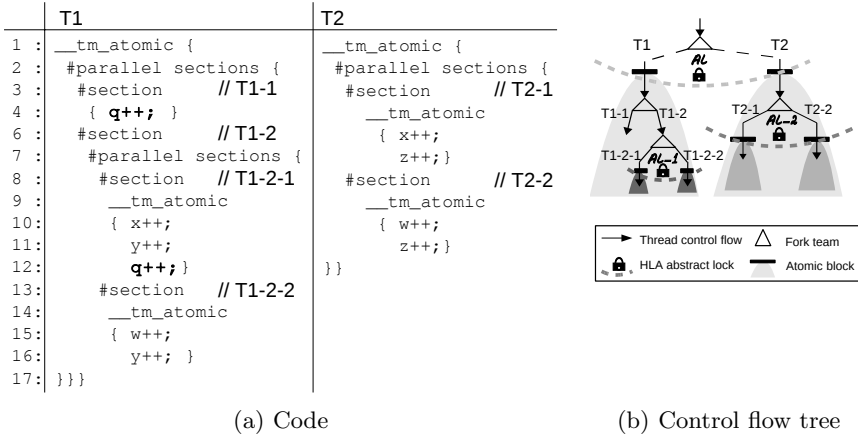 T1 T2
1 : __tm_atomic { __tm_atomic {
2 : #parallel sections { #parallel sections {
3 : #section // T1-1 #section // T2-1
4 : { q++; } __tm_atomic
6 : #section // T1-2 { x++;
7 : #parallel sections { z++;}
8 : #section // T1-2-1 #section // T2-2
9 : __tm_atomic __tm_atomic
10: { x++; { w++;
11: y++; z++;}
12: q++;} }}
13: #section // T1-2-2
14: __tm_atomic
15: { w++;
16: y++; }
17: }}}
(a) Code
T1 T2
AL
T1-1 T1-2 T2-1 T2-2
AL-2
T1-2-1 AL-1 T1-2-2
Thread control flow Fork team
HLA abstract lock Atomic block
(b) Control flow tree